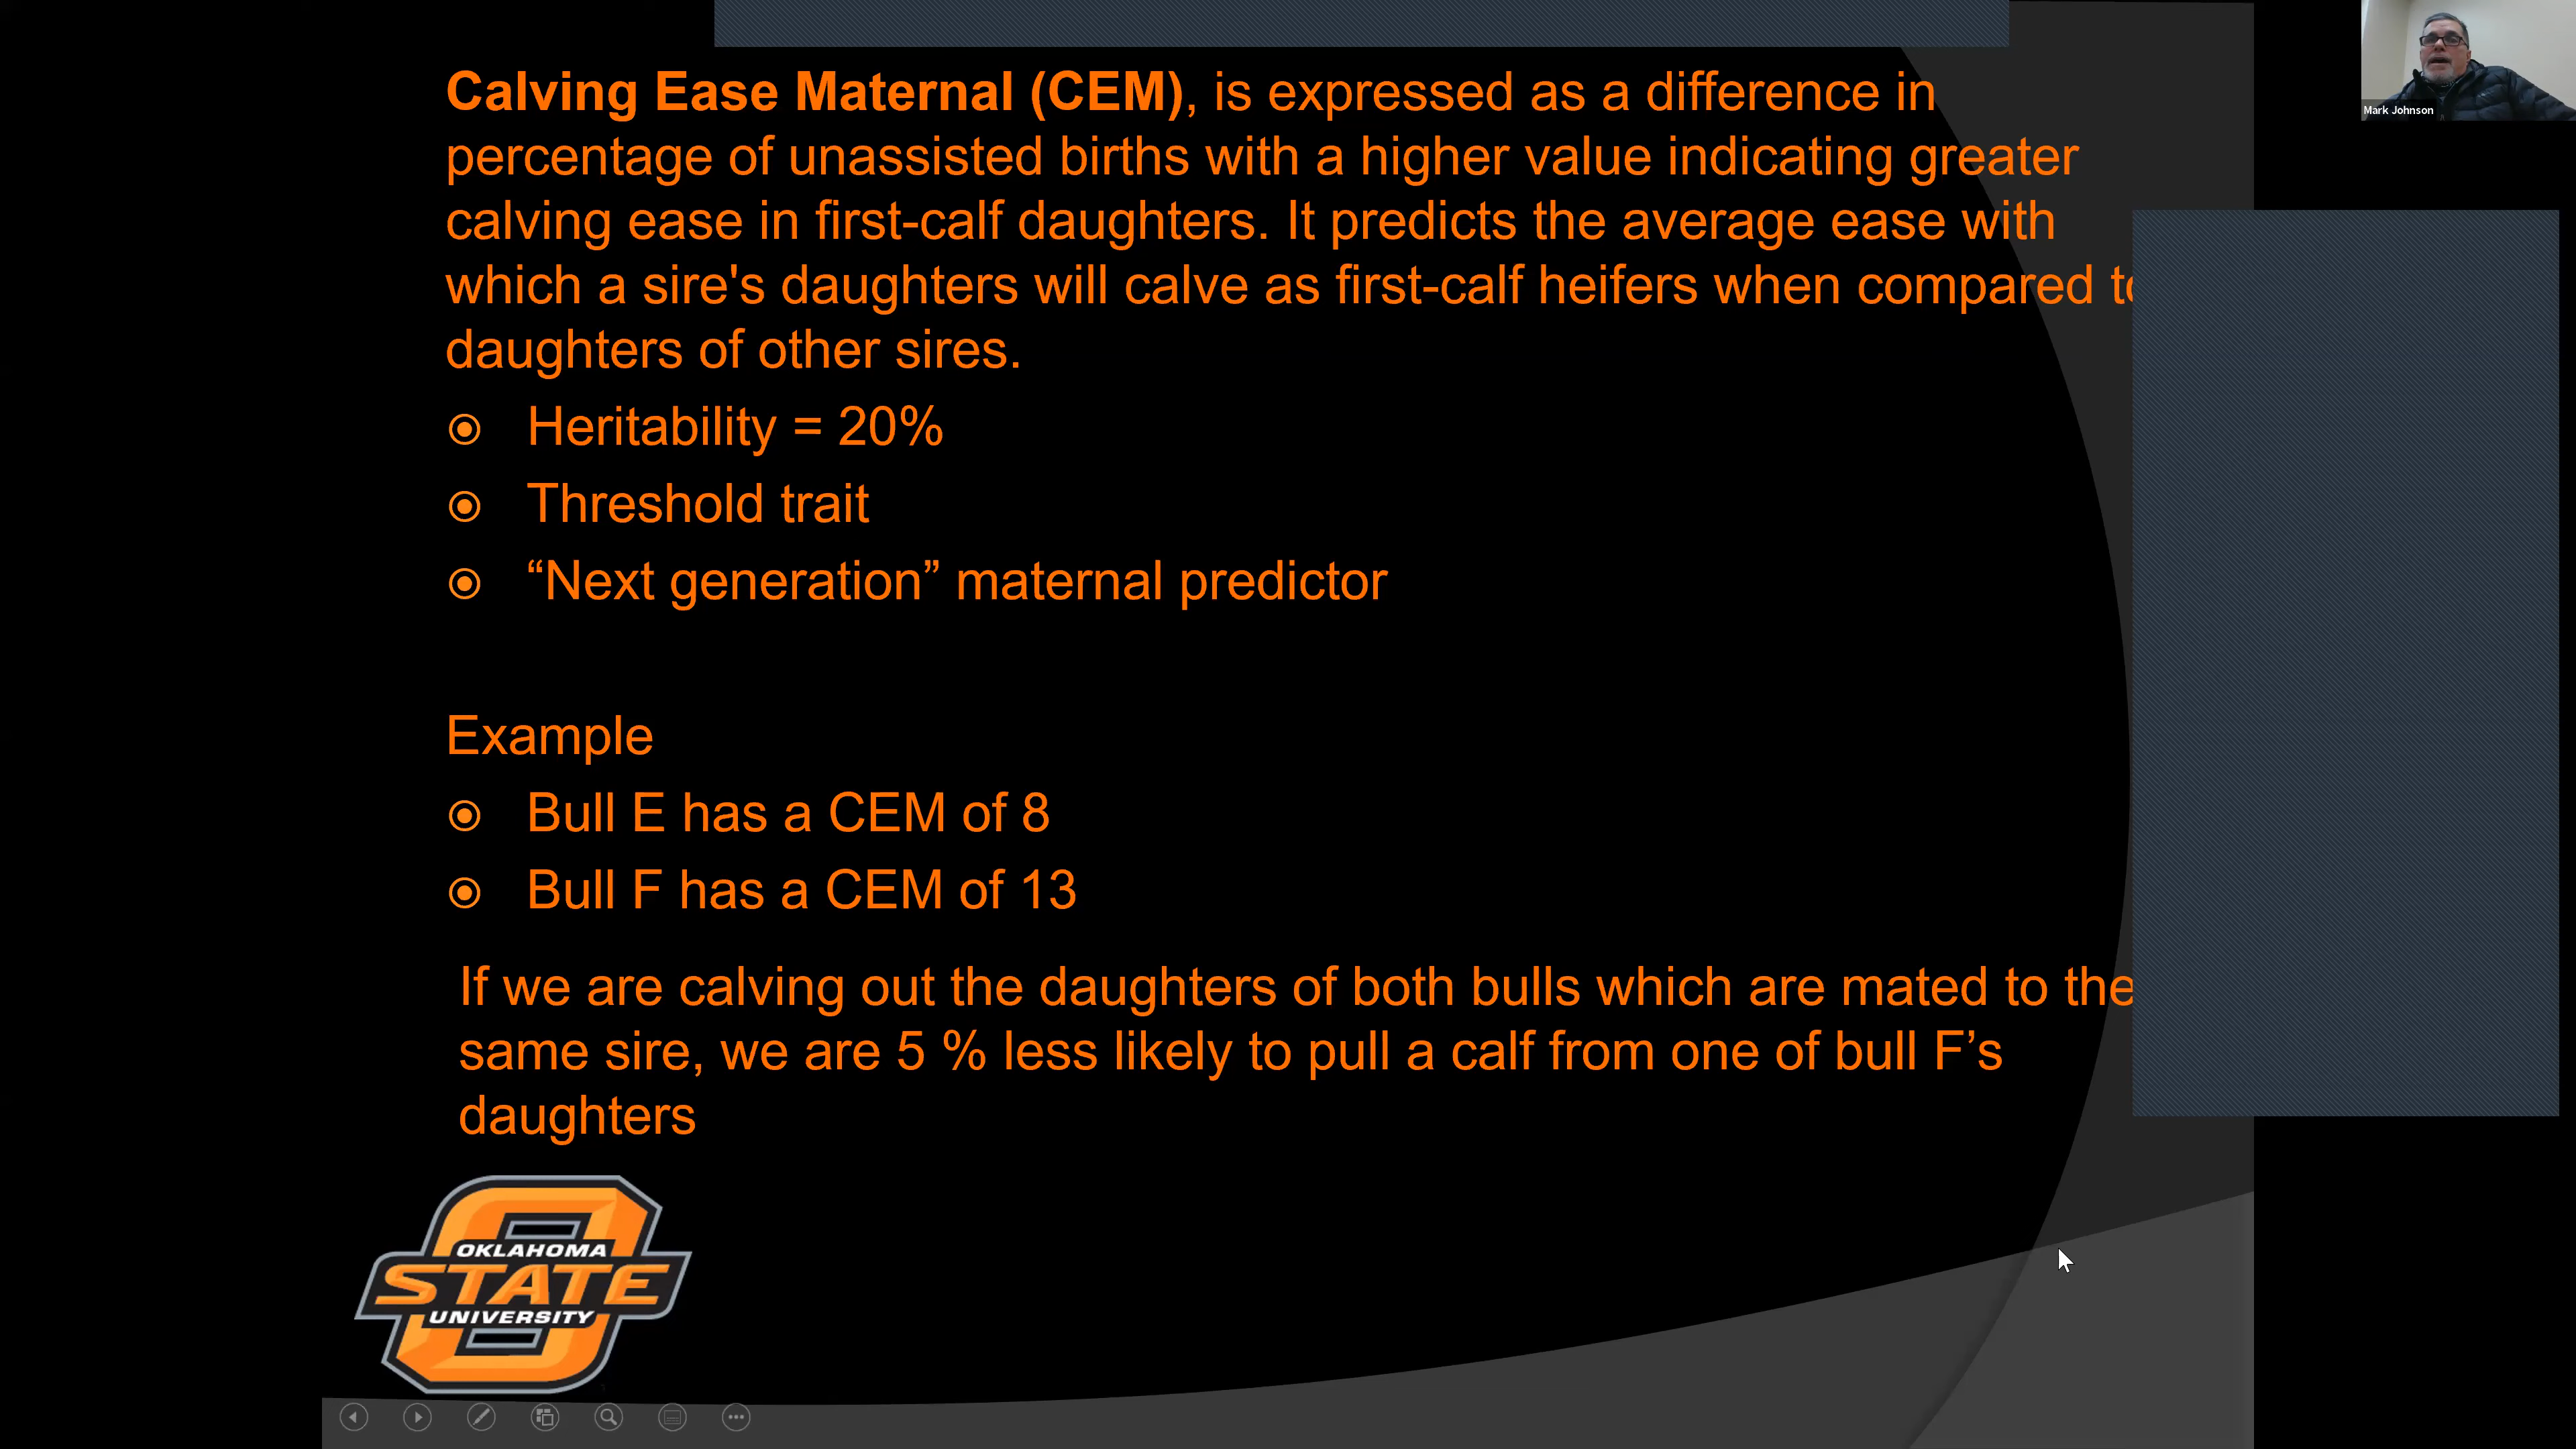 Calving Ease Maternal (CEM), is expressed as a difference in
percentage of unassisted births with a higher value indicating greater
calving ease in first-calf daughters. It predicts the average ease with
which a sire's daughters will calve as first-calf heifers when compared to
daughters of other sires.
Heritability = 20%
Threshold trait
“Next generation” maternal predictor
Example
Bull E has a CEM of 8
Bull F has a CEM of 13
If we are calving out the daughters of both bulls which are mated to the
same sire, we are 5 % less likely to pull a calf from one of bull F’s
daughters
OKLAHOMA
STATE
UNIVERSITY
Mark Johnson